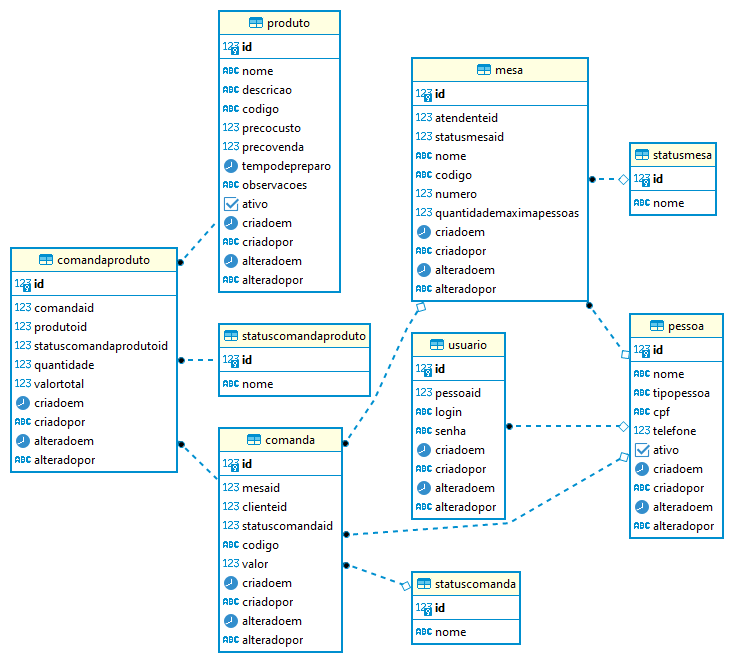 produto
123 id
ABC nome
ABC descricao
ABC codigo
123 precocusto
123 precovenda
tempodepreparo
ABC observacoes
ativo
criadoem
ABC criadopor
alteradoem
ABC alteradopor
mesa
123 id
123 atendenteid
123 statusmesaid
ABC nome
ABC codigo
123 numero
123 quantidademaximapessoas
criadoem
ABC criadopor
alteradoem
ABC alteradopor
statusmesa
123 id
ABC nome
comandaproduto
123 id
123 comandaid
123 produtoid
123 statuscomandaprodutoid
123 quantidade
123 valortotal
criadoem
ABC criadopor
alteradoem
ABC alteradopor
statuscomandaproduto
123 id
ABC nome
usuario
123 id
123 pessoaid
ABC login
ABC senha
criadoem
ABC criadopor
alteradoem
ABC alteradopor
pessoa
123 id
ABC nome
ABC tipopessoa
ABC cpf
123 telefone
ativo
criadoem
ABC criadopor
alteradoem
ABC alteradopor
comanda
123 id
123 mesaid
123 clienteid
123 statuscomandaid
ABC codigo
123 valor
criadoem
ABC criadopor
alteradoem
ABC alteradopor
statuscomanda
123 id
ABC nome